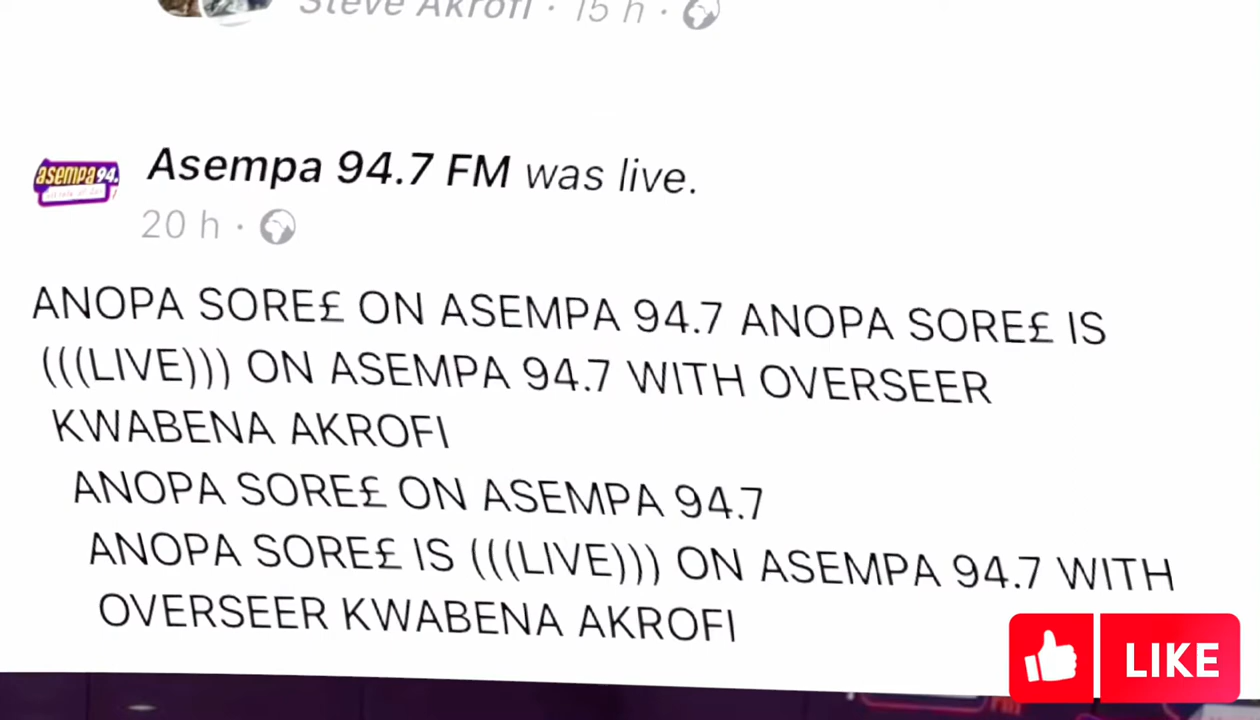 Steve Akrofi · 15 h ·
asempa94.
Asempa 94.7 FM was live.
20 h ·
ANOPA SORE£ ON ASEMPA 94.7 ANOPA SORE£ IS
(((LIVE))) ON ASEMPA 94.7 WITH OVERSEER
KWABENA AKROFI
ANOPA SORE£ ON ASEMPA 94.7
ANOPA SORE£ IS (((LIVE))) ON ASEMPA 94.7 WITH
OVERSEER KWABENA AKROFI
LIKE